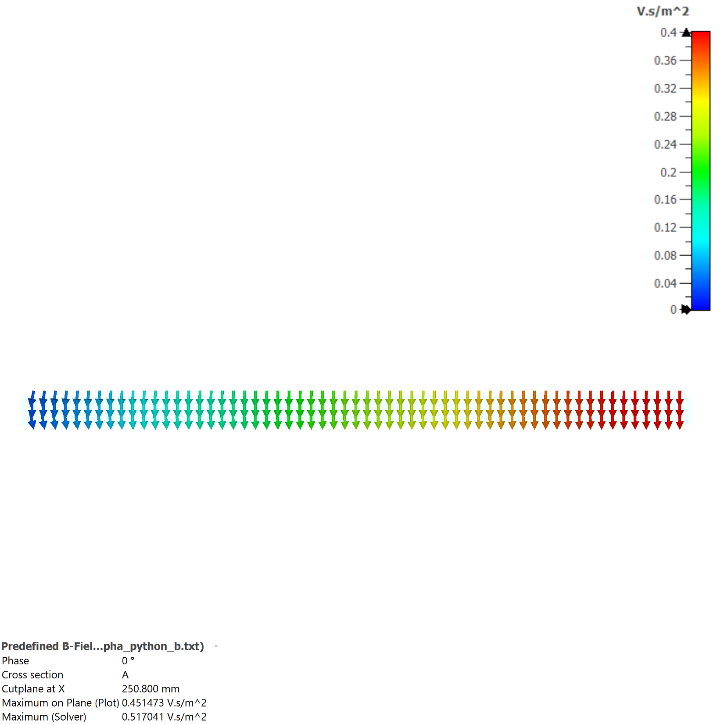 V.s/m^2
0.4
0.36
0.32
0.28
0.24
0.2
0.16
0.12
0.08
0.04
0
Predefined B-Fiel...pha_python_b.txt)
Phase 0 °
Cross section A
Cutplane at X 250.800 mm
Maximum on Plane (Plot) 0.451473 V.s/m^2
Maximum (Solver) 0.517041 V.s/m^2